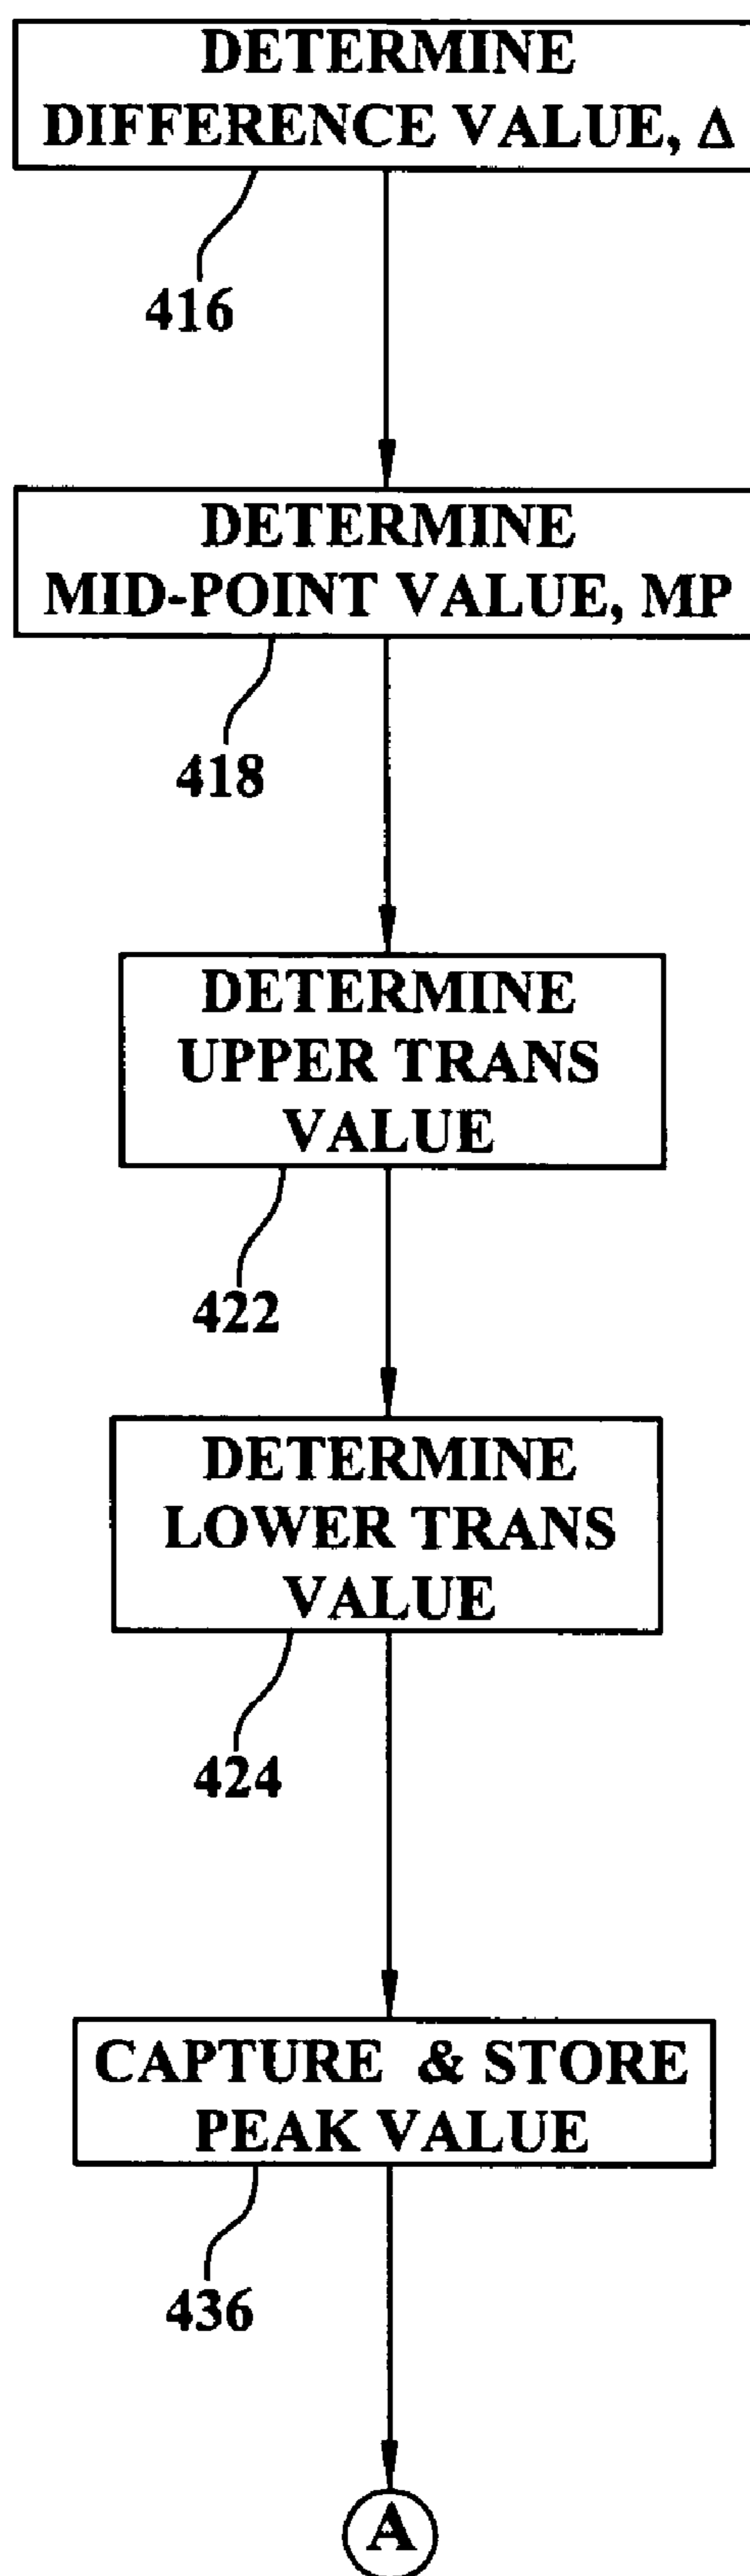 DETERMINE
DIFFERENCE VALUE, Δ
416
DETERMINE
MID-POINT VALUE, MP
418
DETERMINE
UPPER TRANS
VALUE
422
DETERMINE
LOWER TRANS
VALUE
424
CAPTURE & STORE
PEAK VALUE
436
A